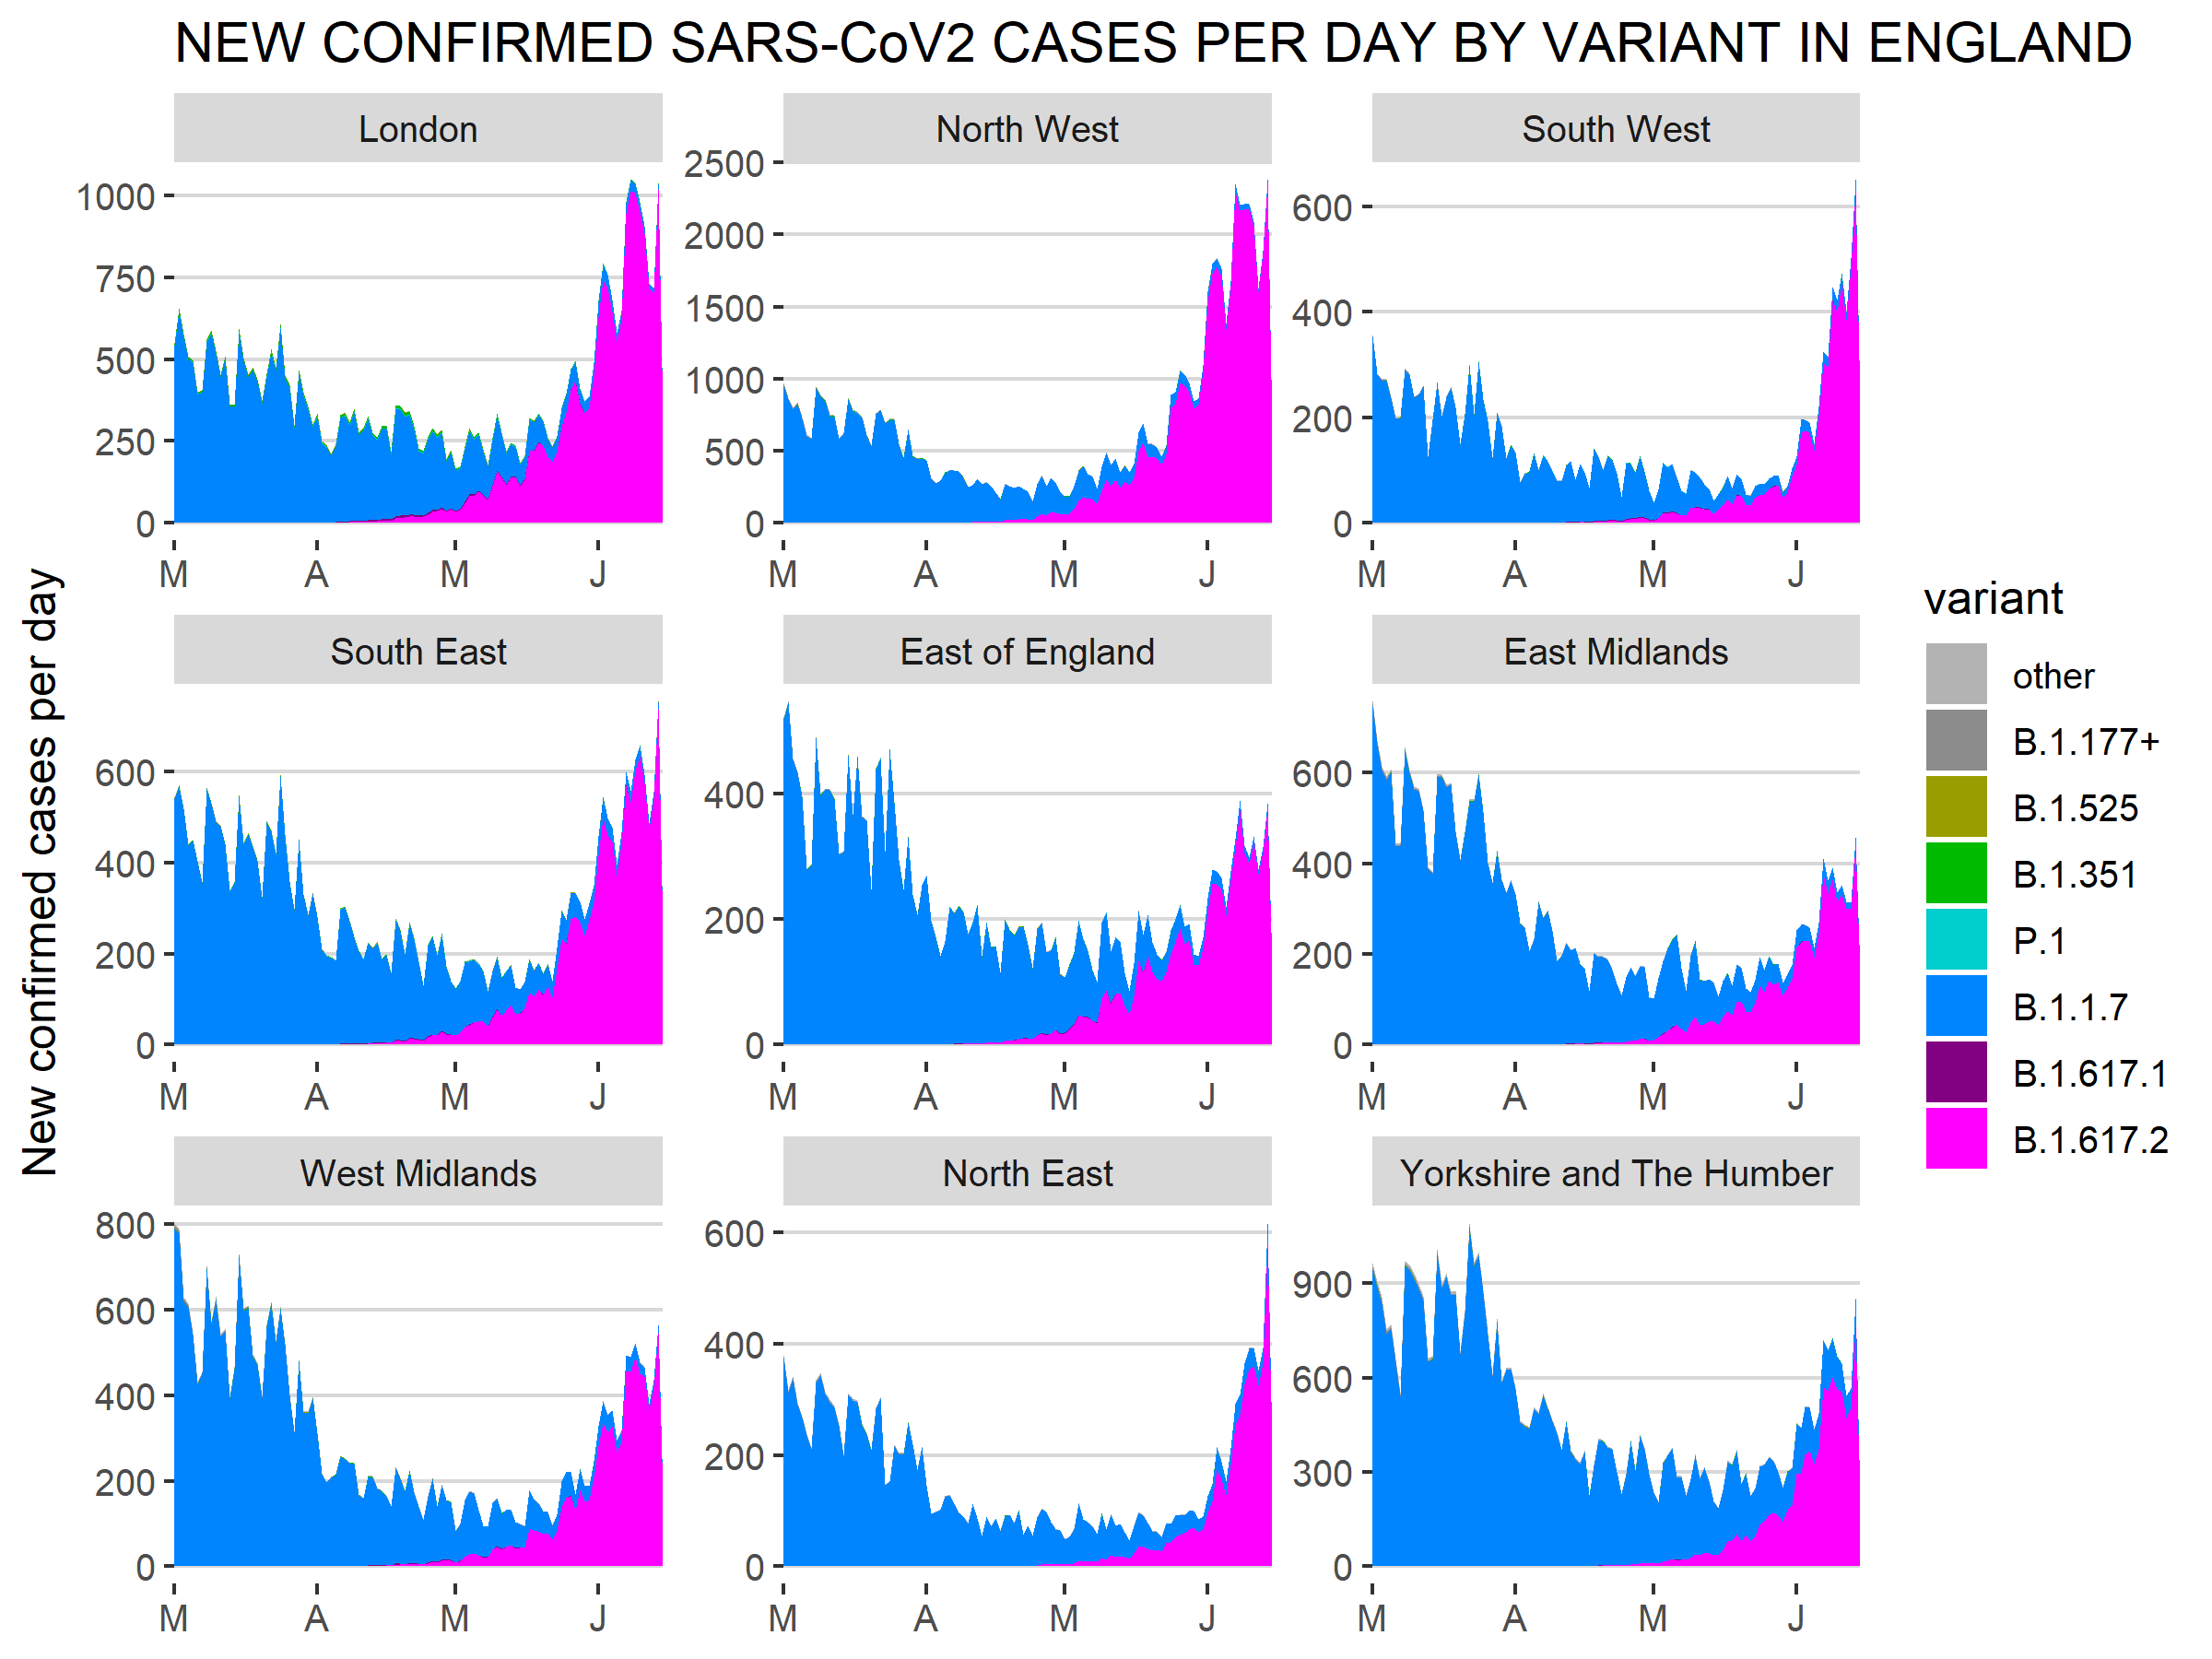 NEW CONFIRMED SARS-CoV2 CASES PER DAY BY VARIANT IN ENGLAND
New confirmed cases per day
London
1000
750
500
250
0
M A M J
North West
2500
2000
1500
1000
500
0
M A M J
South West
600
400
200
0
M A M J
South East
600
400
200
0
M A M J
East of England
400
200
0
M A M J
East Midlands
600
400
200
0
M A M J
West Midlands
800
600
400
200
0
M A M J
North East
600
400
200
0
M A M J
Yorkshire and The Humber
900
600
300
0
M A M J
variant
other
B.1.177+
B.1.525
B.1.351
P.1
B.1.1.7
B.1.617.1
B.1.617.2